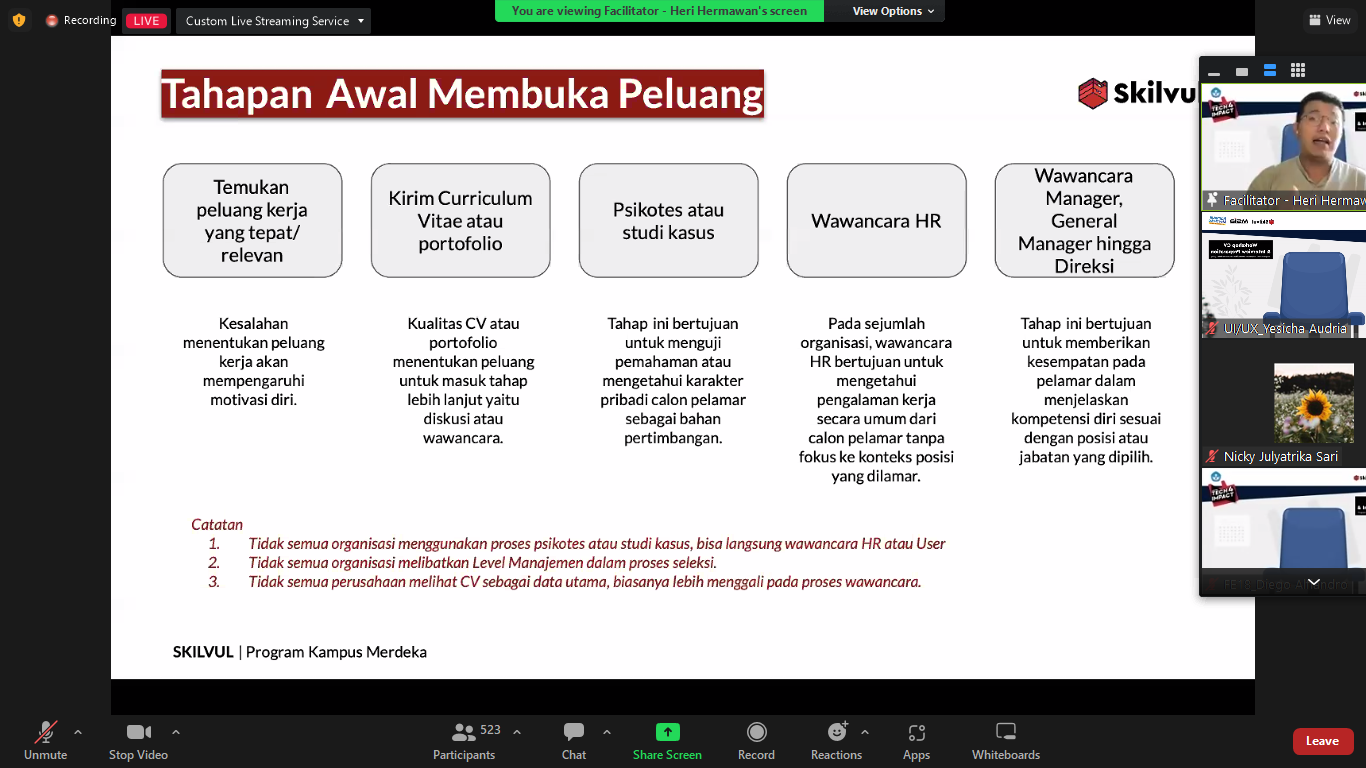 Recording
LIVE
Custom Live Streaming Service
You are viewing Facilitator - Heri Hermawan's screen
View Options
View
Tahapan Awal Membuka Peluang
Skilvu
Temukan
peluang kerja
yang tepat/
relevan
Kesalahan
menentukan peluang
kerja akan
mempengaruhi
motivasi diri.
Kirim Curriculum
Vitae atau
portofolio
Kualitas CV atau
portofolio
menentukan peluang
untuk masuk tahap
lebih lanjut yaitu
diskusi atau
wawancara.
Psikotes atau
studi kasus
Tahap ini bertujuan
untuk menguji
pemahaman atau
mengetahui karakter
pribadi calon pelamar
sebagai bahan
pertimbangan.
Wawancara HR
Pada sejumlah
organisasi, wawancara
HR bertujuan untuk
mengetahui
pengalaman kerja
secara umum dari
calon pelamar tanpa
fokus ke konteks posisi
yang dilamar.
Wawancara
Manager,
General
Manager hingga
Direksi
Tahap ini bertujuan
untuk memberikan
kesempatan pada
pelamar dalam
menjelaskan
kompetensi diri sesuai
dengan posisi atau
jabatan yang dipilih.
Catatan
1. Tidak semua organisasi menggunakan proses psikotes atau studi kasus, bisa langsung wawancara HR atau User
2. Tidak semua organisasi melibatkan Level Manajemen dalam proses seleksi.
3. Tidak semua perusahaan melihat CV sebagai data utama, biasanya lebih menggali pada proses wawancara.
SKILVUL | Program Kampus Merdeka
TECH 4
IMPACT
Facilitator - Heri Hermaw
UI/UX_Yesicha Audria
Nicky Julyatrika Sari
TECH 4
IMPACT
Unmute
Stop Video
523
Participants
Chat
Share Screen
Record
Reactions
Apps
Whiteboards
Leave